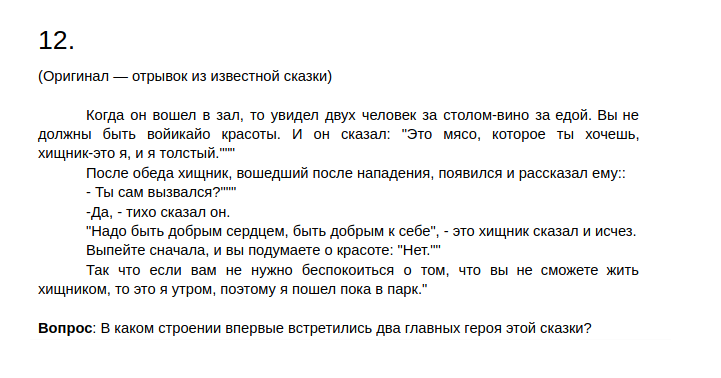 12.
(Оригинал — отрывок из известной сказки)
Когда он вошел в зал, то увидел двух человек за столом-вино за едой. Вы не
должны быть войикайо красоты. И он сказал: "Это мясо, которое ты хочешь,
хищник-это я, и я толстый."""
После обеда хищник, вошедший после нападения, появился и рассказал ему::
- Ты сам вызвался?"""
-Да, - тихо сказал он.
"Надо быть добрым сердцем, быть добрым к себе", - это хищник сказал и исчез.
Выпейте сначала, и вы подумаете о красоте: "Нет.""
Так что если вам не нужно беспокоиться о том, что вы не сможете жить
хищником, то это я утром, поэтому я пошел пока в парк."
Вопрос: В каком строении впервые встретились два главных героя этой сказки?